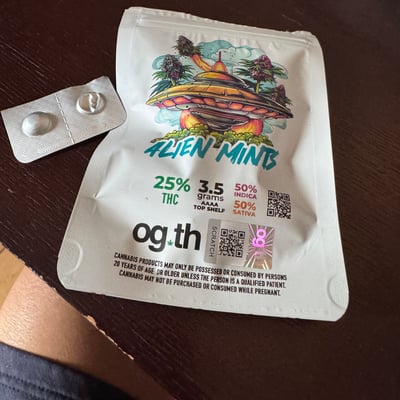 ALIEN MINTS
25%
THC
3.5
grams
AAAA
TOP SHELF
50%
INDICA
50%
SATIVA
og th
SCRATCH
CANNABIS PRODUCTS MAY ONLY BE POSSESSED OR CONSUMED BY PERSONS
20 YEARS OF AGE OR OLDER UNLESS THE PERSON IS A QUALIFIED PATIENT.
CANNABIS MAY NOT BE PURCHASED OR CONSUMED WHILE PREGNANT.